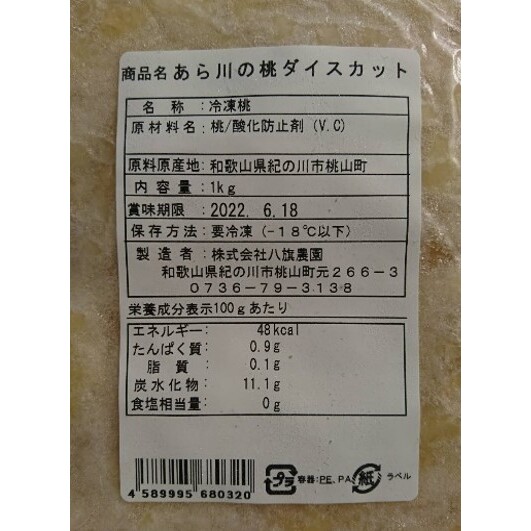 商品名 あら川の桃ダイスカット
名 称 :冷凍桃
原材料名: 桃/酸化防止剤 (V.C)
原料原産地: 和歌山県紀の川市桃山町
内 容 量 : 1kg
賞味期限 : 2022. 6.18
保存方法: 要冷凍 (-18℃以下)
製 造 者 : 株式会社八旗農園
和歌山県紀の川市桃山町元266-3
0736-79-3138
栄養成分表示100gあたり
エネルギー: 48kcal
たんぱく質: 0.9g
脂 質 : 0.1g
炭水化物: 11.1g
食塩相当量: 0g
4 589995 680320
プラ 容器:PE, PA 紙 ラベル